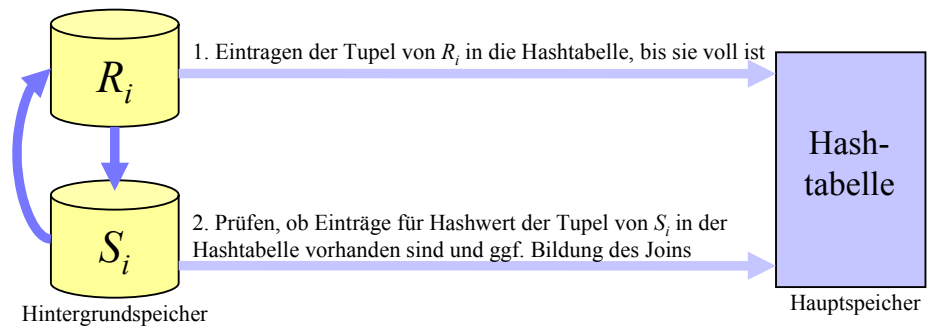 1. Eintragen der Tupel von Ri in die Hashtabelle, bis sie voll ist
Ri
Hash-
tabelle
2. Prüfen, ob Einträge für Hashwert der Tupel von Si in der
Hashtabelle vorhanden sind und ggf. Bildung des Joins
Si
Hintergrundspeicher
Hauptspeicher